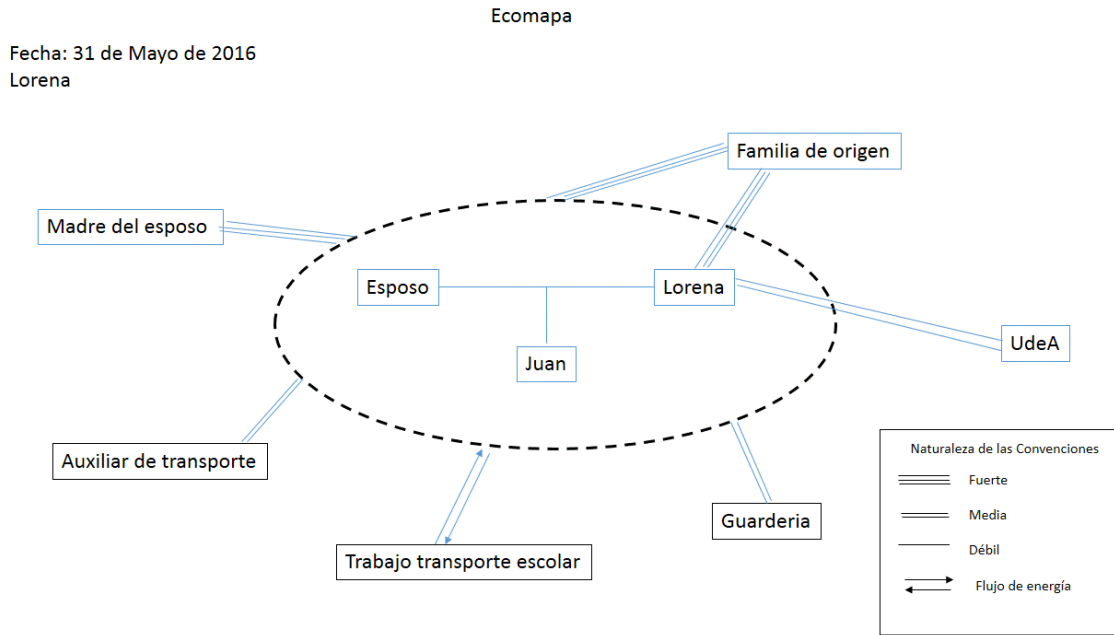 Ecomapa
Fecha: 31 de Mayo de 2016
Lorena
Familia de origen
Madre del esposo
Esposo
Lorena
UdeA
Juan
Auxiliar de transporte
Guarderia
Trabajo transporte escolar
Naturaleza de las Convenciones
Fuerte
Media
Débil
Flujo de energía